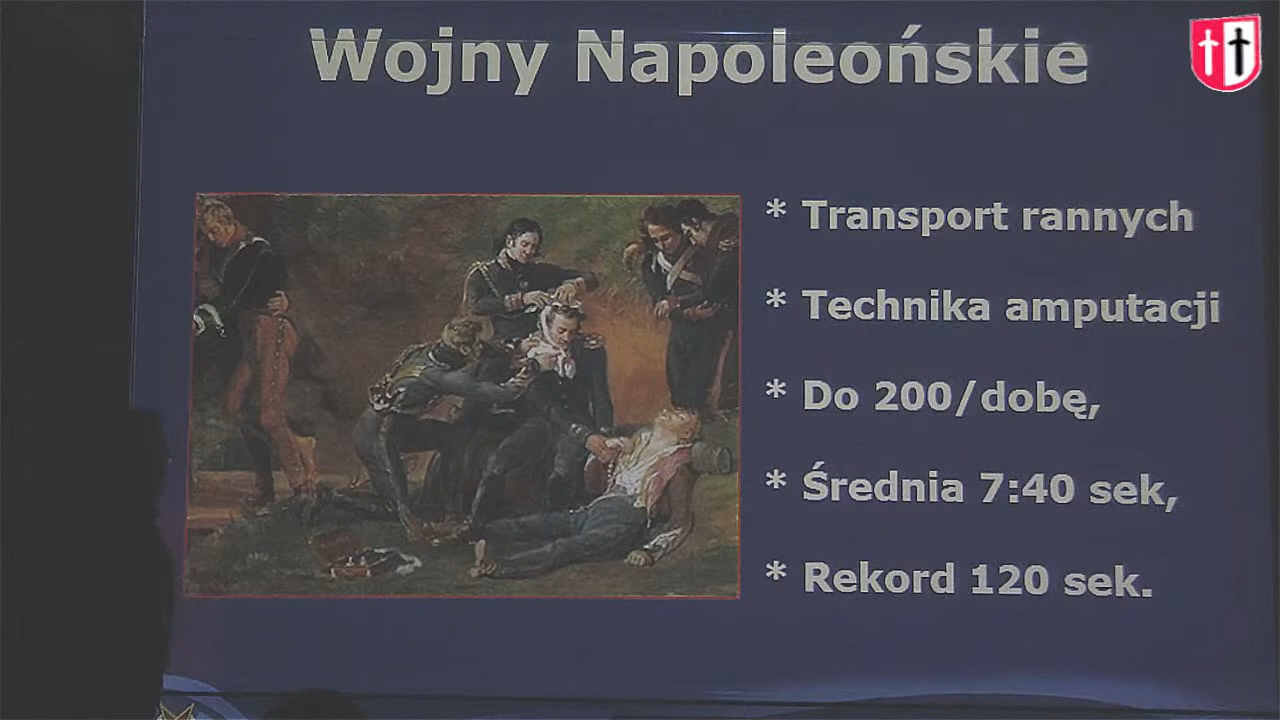 Wojny Napoleońskie
* Transport rannych
* Technika amputacji
* Do 200/dobę,
* Średnia 7:40 sek,
* Rekord 120 sek.